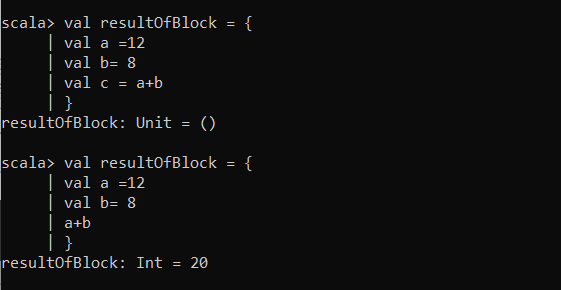 scala> val resultOfBlock = {
     | val a =12
     | val b= 8
     | val c = a+b
     | }
resultOfBlock: Unit = ()
scala> val resultOfBlock = {
     | val a =12
     | val b= 8
     | a+b
     | }
resultOfBlock: Int = 20